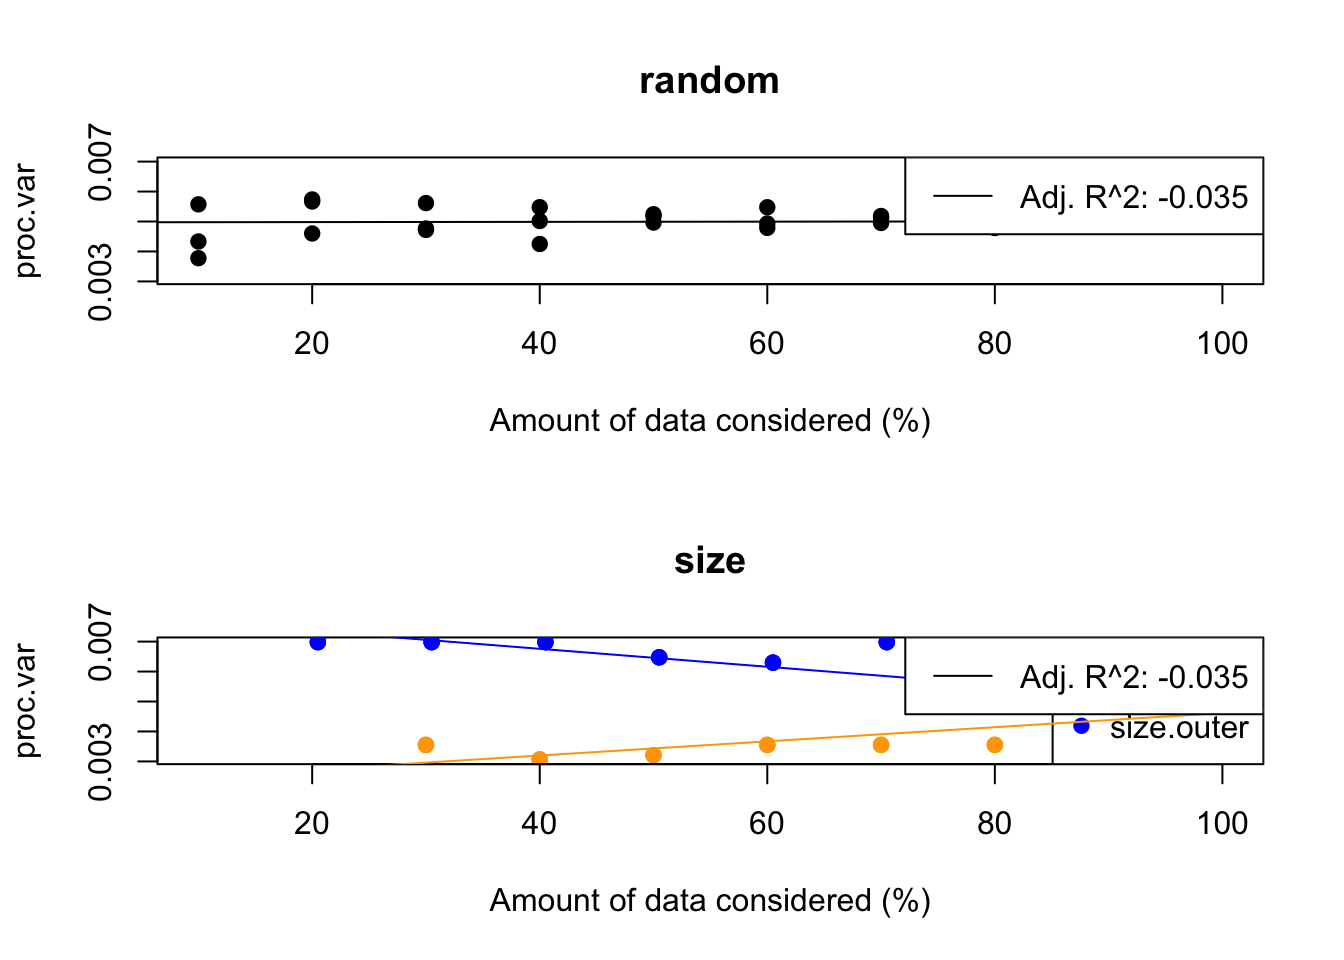 random
proc.var
0.003
0.007
Adj. R^2: -0.035
20 40 60 80 100
Amount of data considered (%)
size
proc.var
0.003
0.007
Adj. R^2: -0.035
size.outer
20 40 60 80 100
Amount of data considered (%)